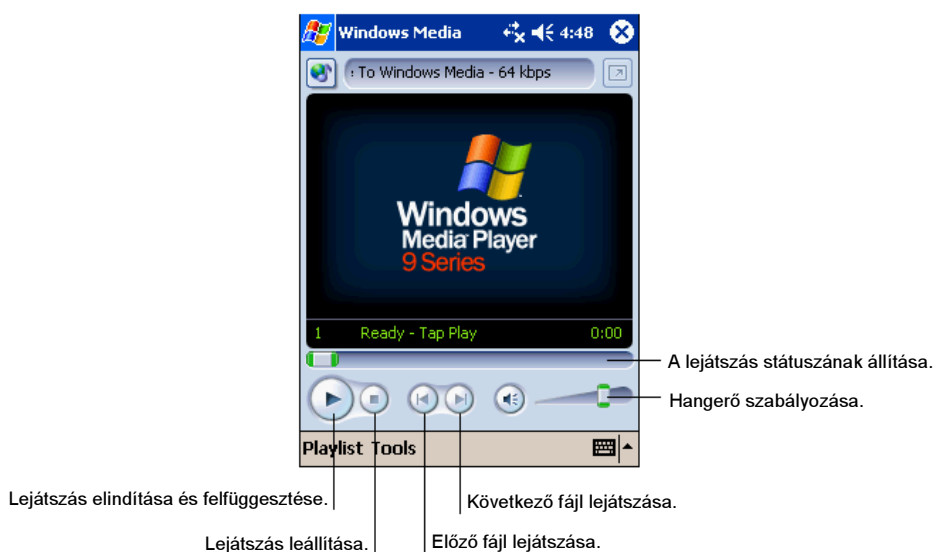 Windows Media 4:48
: To Windows Media - 64 kbps
Windows
Media Player
9 Series
1 Ready - Tap Play 0:00
A lejátszás státuszának állítása.
Hangerő szabályozása.
Playlist Tools
Lejátszás elindítása és felfüggesztése.
Következő fájl lejátszása.
Lejátszás leállítása.
Előző fájl lejátszása.